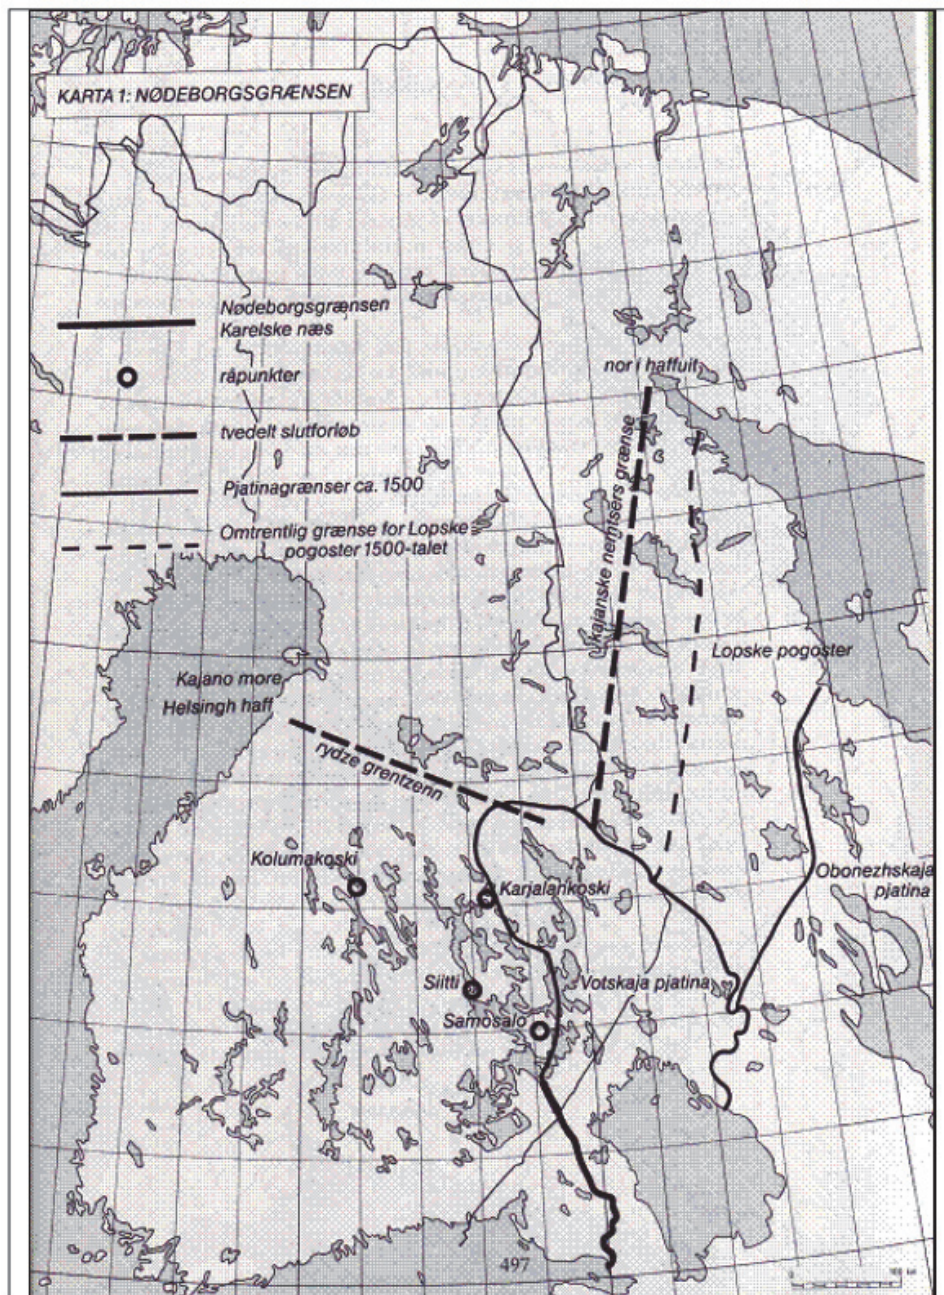 KARTA 1: NØDEBORGSGRÆNSEN
Nødeborgsgrænsen
Karelske næs
råpunkter
tvedelt slutforløb
Pjatinagrænser ca. 1500
Omtrentlig grænse for Lopske
pogoster 1500-talet
nor i haffuit
kajanske nemtsers grænse
Lopske pogoster
Kajano more
Helsingh haff
rydze grentzenn
Kolumakoski
Karjalankoski
Obonezhskaja
pjatina
Siitti
Votskaja pjatina
Samosalo
497
0